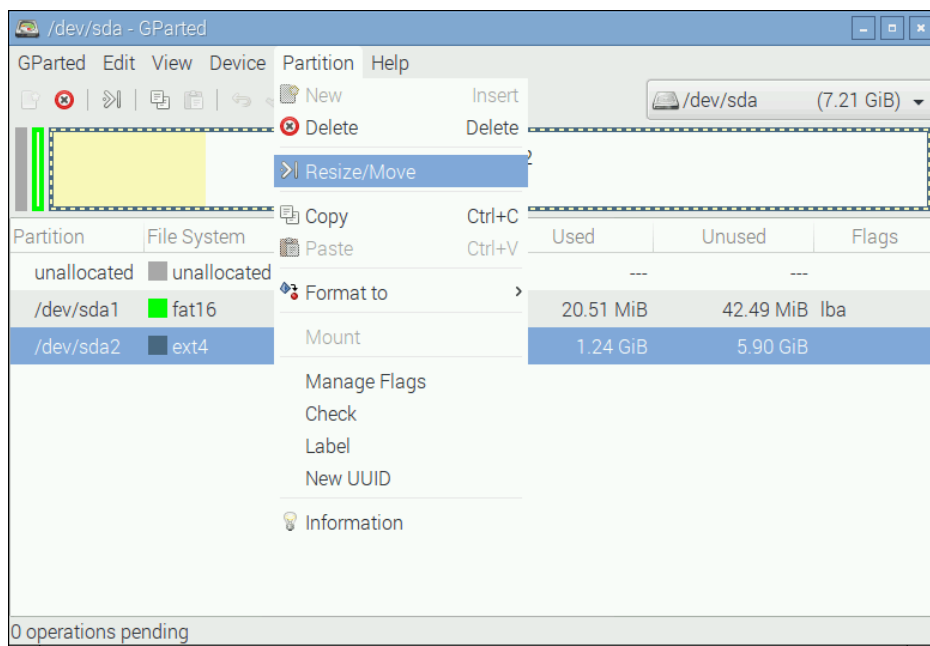 /dev/sda - GParted
GParted Edit View Device Partition Help
New Insert
/dev/sda (7.21 GiB)
Delete Delete
2
Resize/Move
Copy Ctrl+C
Partition File System Used Unused Flags
Paste Ctrl+V
unallocated unallocated --- ---
Format to
/dev/sda1 fat16 20.51 MiB 42.49 MiB lba
Mount
/dev/sda2 ext4 1.24 GiB 5.90 GiB
Manage Flags
Check
Label
New UUID
Information
0 operations pending